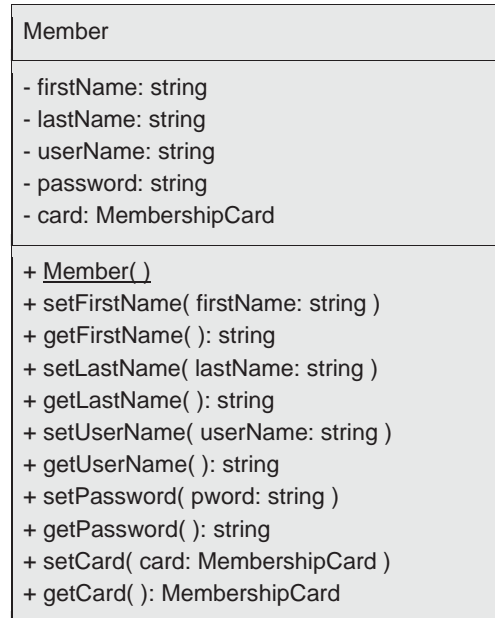 Member
- firstName: string
- lastName: string
- userName: string
- password: string
- card: MembershipCard
+ Member( )
+ setFirstName( firstName: string )
+ getFirstName( ): string
+ setLastName( lastName: string )
+ getLastName( ): string
+ setUserName( userName: string )
+ getUserName( ): string
+ setPassword( pword: string )
+ getPassword( ): string
+ setCard( card: MembershipCard )
+ getCard( ): MembershipCard